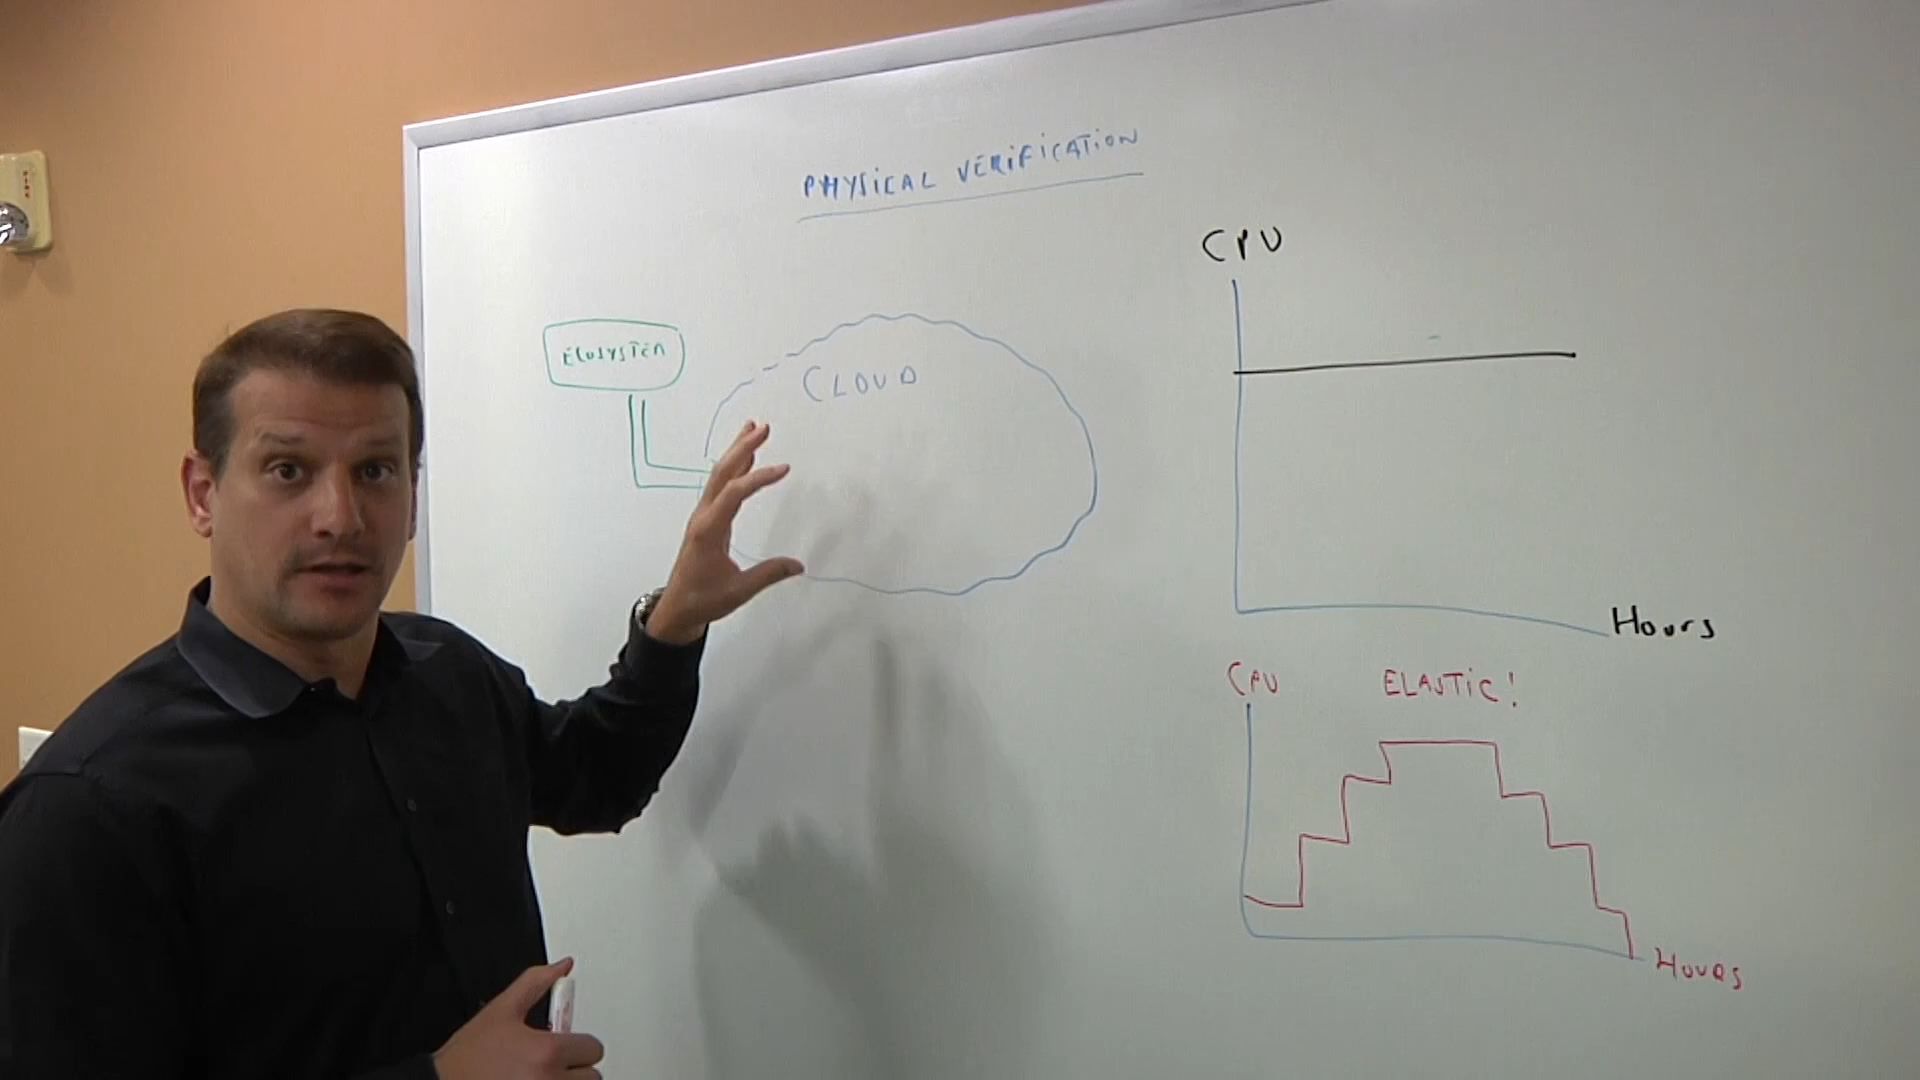 PHYSiCAL VERiFiCATiON
CPU
ECOSYSTEM
CLOUD
Hours
CPU ELASTiC!
HOURS